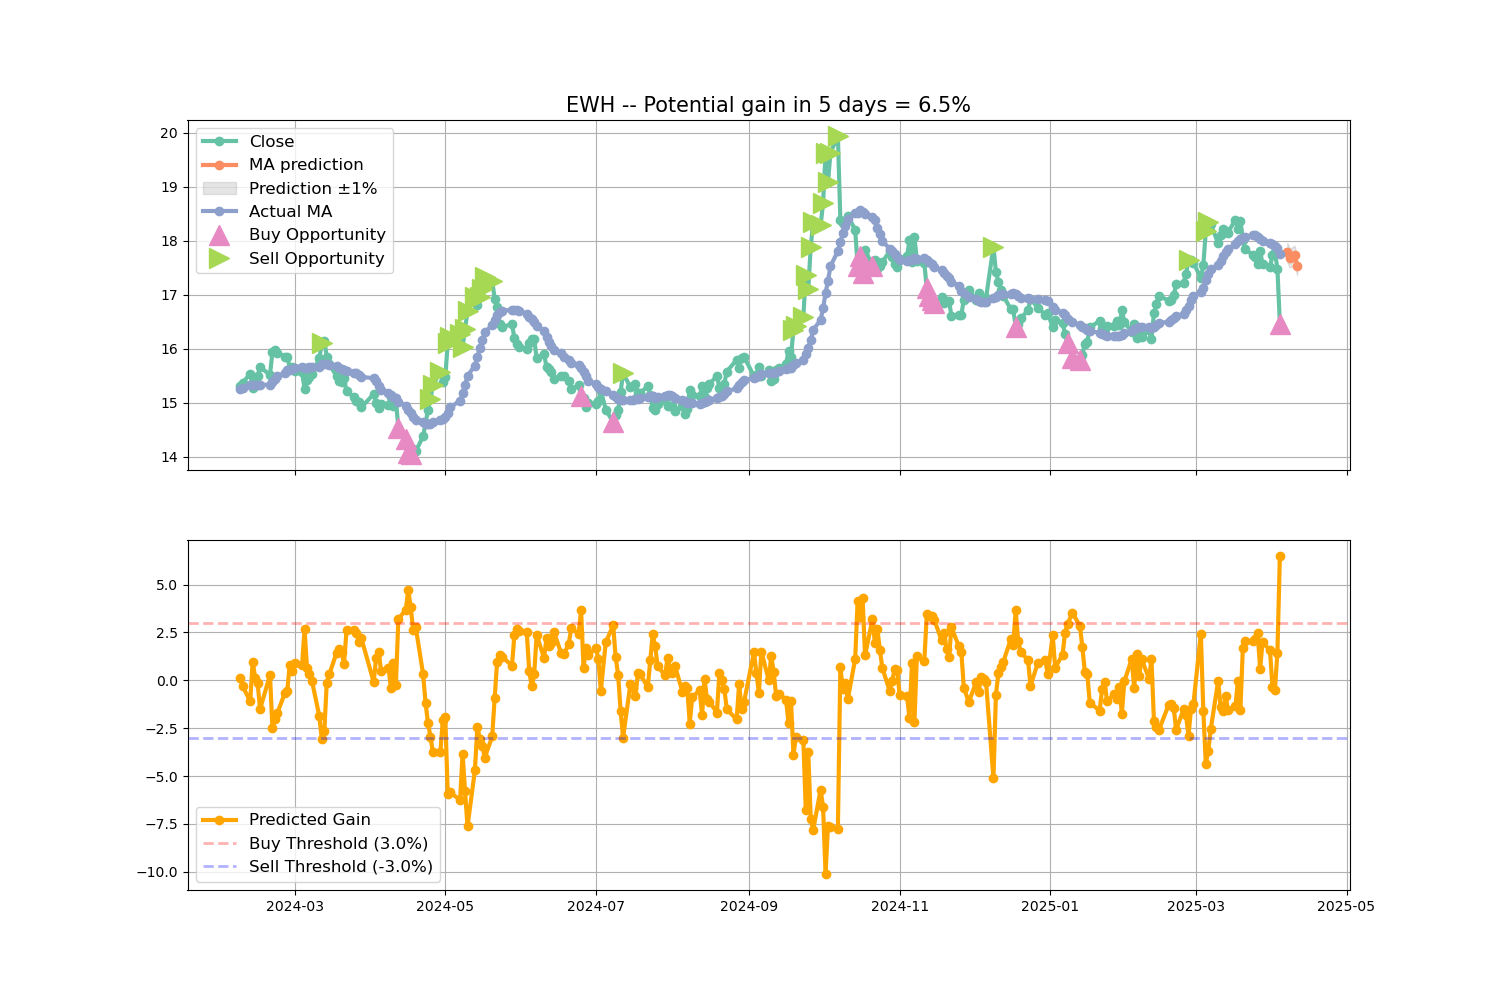 EWH -- Potential gain in 5 days = 6.5%
20
19
18
17
16
15
14
Close
MA prediction
Prediction ±1%
Actual MA
Buy Opportunity
Sell Opportunity
5.0
2.5
0.0
−2.5
−5.0
−7.5
−10.0
Predicted Gain
Buy Threshold (3.0%)
Sell Threshold (-3.0%)
2024-03 2024-05 2024-07 2024-09 2024-11 2025-01 2025-03 2025-05